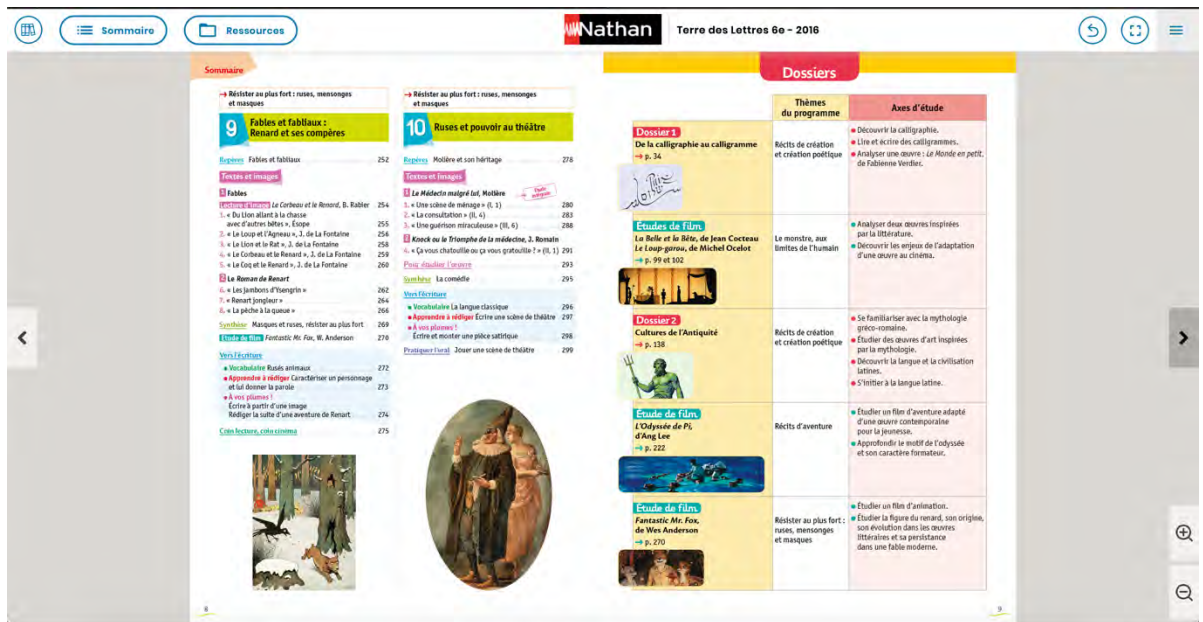 Sommaire
Ressources
Nathan
Terre des Lettres 6e - 2016
Sommaire
→ Résister au plus fort : ruses, mensonges
et masques
9
Fables et fabliaux :
Renard et ses compères
Repères Fables et fabliaux 252
Textes et images
1 Fables
Lecture d'image Le Corbeau et le Renard, B. Rabier 254
1. « Du Lion allant à la chasse
avec d'autres bêtes », Ésope 255
2. « Le Loup et l'Agneau », J. de La Fontaine 256
3. « Le Lion et le Rat », J. de La Fontaine 258
4. « Le Corbeau et le Renard », J. de La Fontaine 259
5. « Le Coq et le Renard », J. de La Fontaine 260
2 Le Roman de Renart
6. « Les jambons d'Ysengrin » 262
7. « Renart jongleur » 264
8. « La pêche à la queue » 266
Synthèse Masques et ruses, résister au plus fort 269
Étude de film Fantastic Mr. Fox, W. Anderson 270
Vers l'écriture
● Vocabulaire Rusés animaux 272
● Apprendre à rédiger Caractériser un personnage
et lui donner la parole 273
● À vos plumes !
Écrire à partir d'une image
Rédiger la suite d'une aventure de Renart 274
Coin lecture, coin cinéma 275
8
→ Résister au plus fort : ruses, mensonges
et masques
10
Ruses et pouvoir au théâtre
Repères Molière et son héritage 278
Textes et images
1 Le Médecin malgré lui, Molière
→ Étude intégrale
1. « Une scène de ménage » (I, 1) 280
2. « La consultation » (II, 4) 283
3. « Une guérison miraculeuse » (III, 6) 288
2 Knock ou le Triomphe de la médecine, J. Romain
4. « Ça vous chatouille ou ça vous gratouille ? » (II, 1) 291
Pour étudier l'œuvre 293
Synthèse La comédie 295
Vers l'écriture
● Vocabulaire La langue classique 296
● Apprendre à rédiger Écrire une scène de théâtre 297
● À vos plumes !
Écrire et monter une pièce satirique 298
Pratiquer l'oral Jouer une scène de théâtre 299
Dossiers
Thèmes
du programme
Axes d'étude
Dossier 1
De la calligraphie au calligramme
→ p. 34
Récits de création
et création poétique
● Découvrir la calligraphie.
● Lire et écrire des calligrammes.
● Analyser une œuvre : Le Monde en petit,
de Fabienne Verdier.
Études de film
La Belle et la Bête, de Jean Cocteau
Le Loup-garou, de Michel Ocelot
→ p. 99 et 102
Le monstre, aux
limites de l'humain
● Analyser deux œuvres inspirées
par la littérature.
● Découvrir les enjeux de l'adaptation
d'une œuvre au cinéma.
Dossier 2
Cultures de l'Antiquité
→ p. 138
Récits de création
et création poétique
● Se familiariser avec la mythologie
gréco-romaine.
● Étudier des œuvres d'art inspirées
par la mythologie.
● Découvrir la langue et la civilisation
latines.
● S'initier à la langue latine.
Étude de film
L'Odyssée de Pi,
d'Ang Lee
→ p. 222
Récits d'aventure
● Étudier un film d'aventure adapté
d'une œuvre contemporaine
pour la jeunesse.
● Approfondir le motif de l'odyssée
et son caractère formateur.
Étude de film
Fantastic Mr. Fox,
de Wes Anderson
→ p. 270
Résister au plus fort :
ruses, mensonges
et masques
● Étudier un film d'animation.
● Étudier la figure du renard, son origine,
son évolution dans les œuvres
littéraires et sa persistance
dans une fable moderne.
9